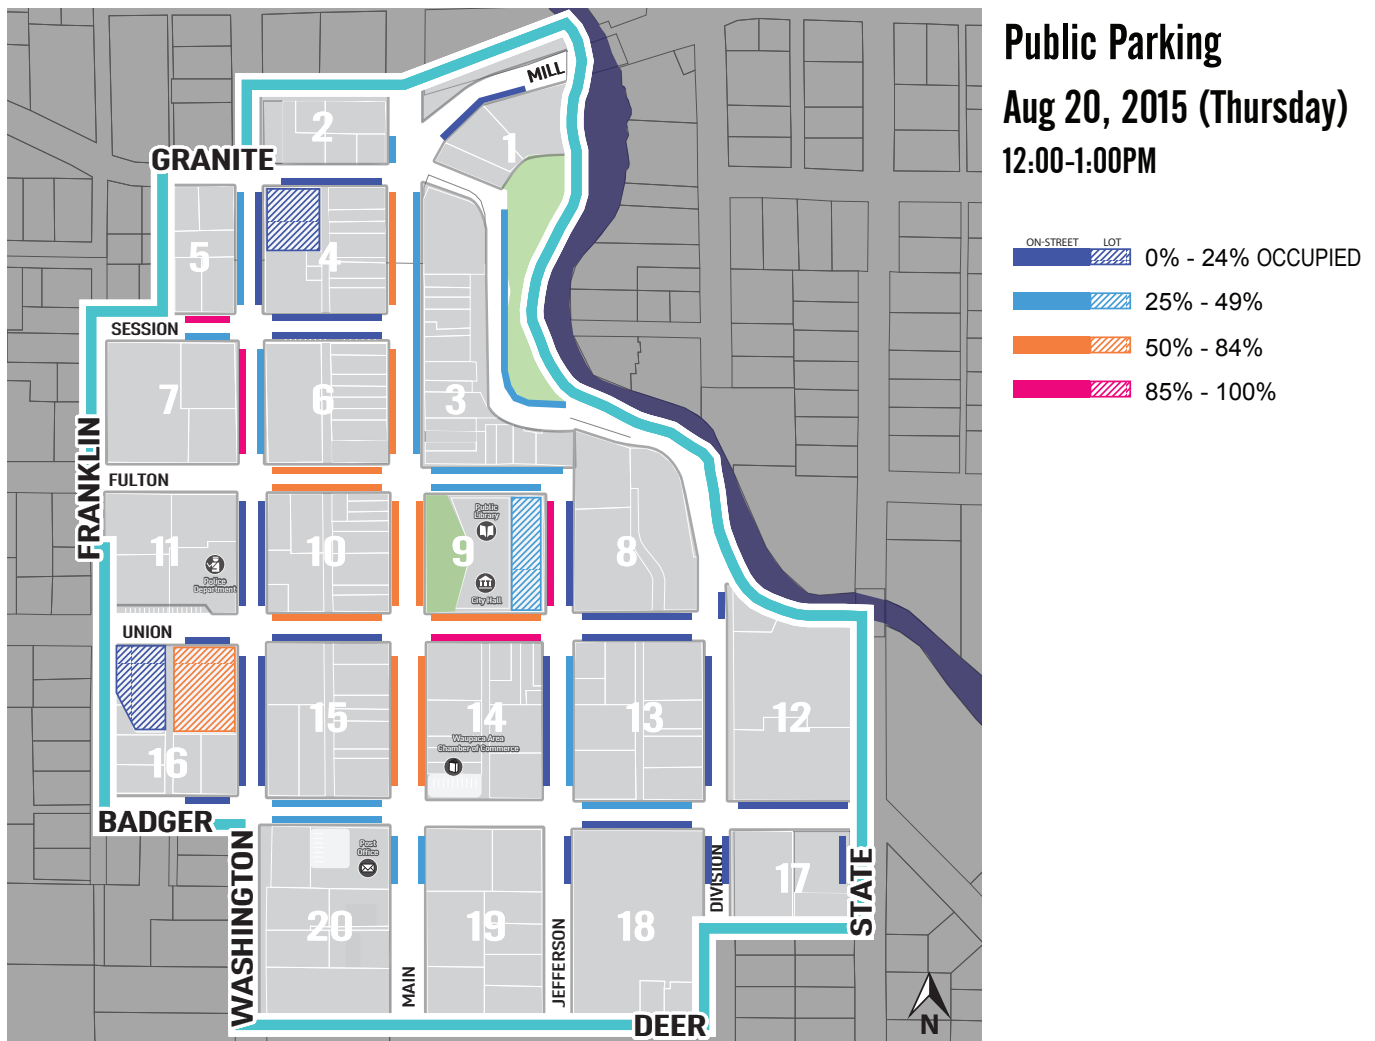 Public Parking
Aug 20, 2015 (Thursday)
12:00-1:00PM
ON-STREET LOT
0% - 24% OCCUPIED
25% - 49%
50% - 84%
85% - 100%
MILL
2
1
GRANITE
5
4
SESSION
7
6
3
FRANKLIN
FULTON
Public
Library
11
10
9
8
Police
Department
City Hall
UNION
15
14
13
12
Waupaca Area
Chamber of Commerce
16
BADGER
WASHINGTON
Post
Office
DIVISION
17
STATE
20
19
18
MAIN
JEFFERSON
DEER
N